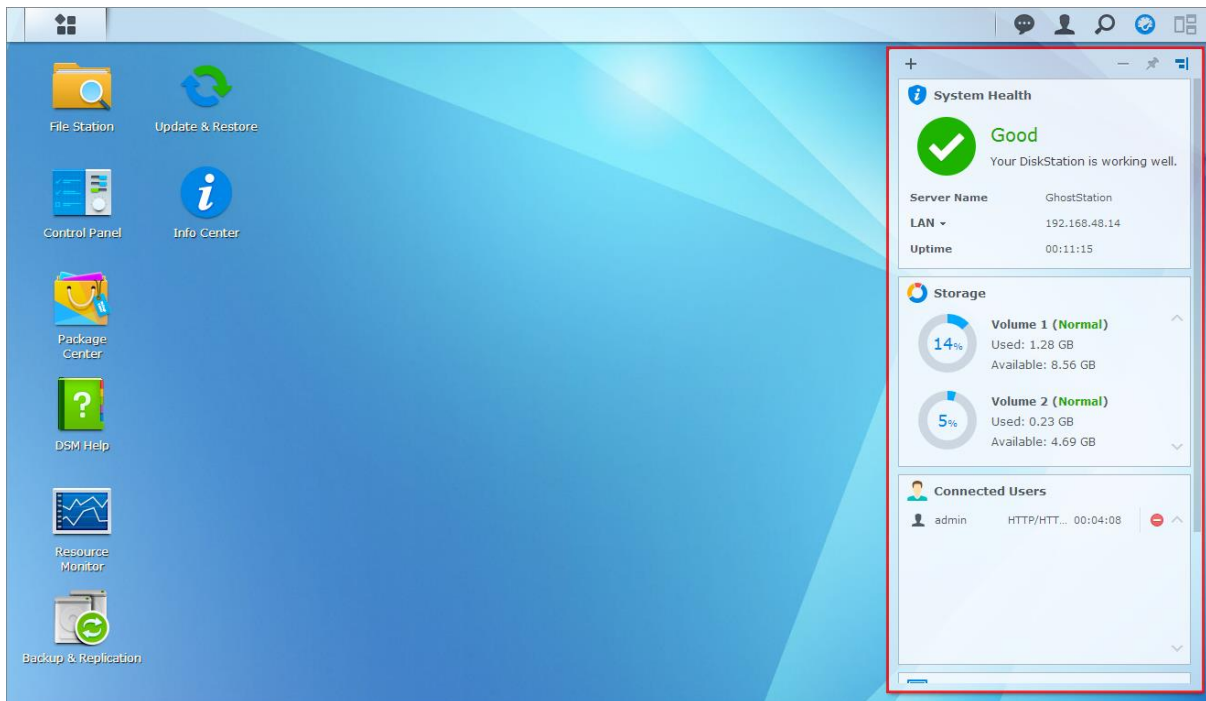 File Station
Update & Restore
Control Panel
Info Center
Package
Center
DSM Help
Resource
Monitor
Backup & Replication
System Health
Good
Your DiskStation is working well.
Server Name GhostStation
LAN 192.168.48.14
Uptime 00:11:15
Storage
14%
Volume 1 (Normal)
Used: 1.28 GB
Available: 8.56 GB
5%
Volume 2 (Normal)
Used: 0.23 GB
Available: 4.69 GB
Connected Users
admin HTTP/HTT... 00:04:08